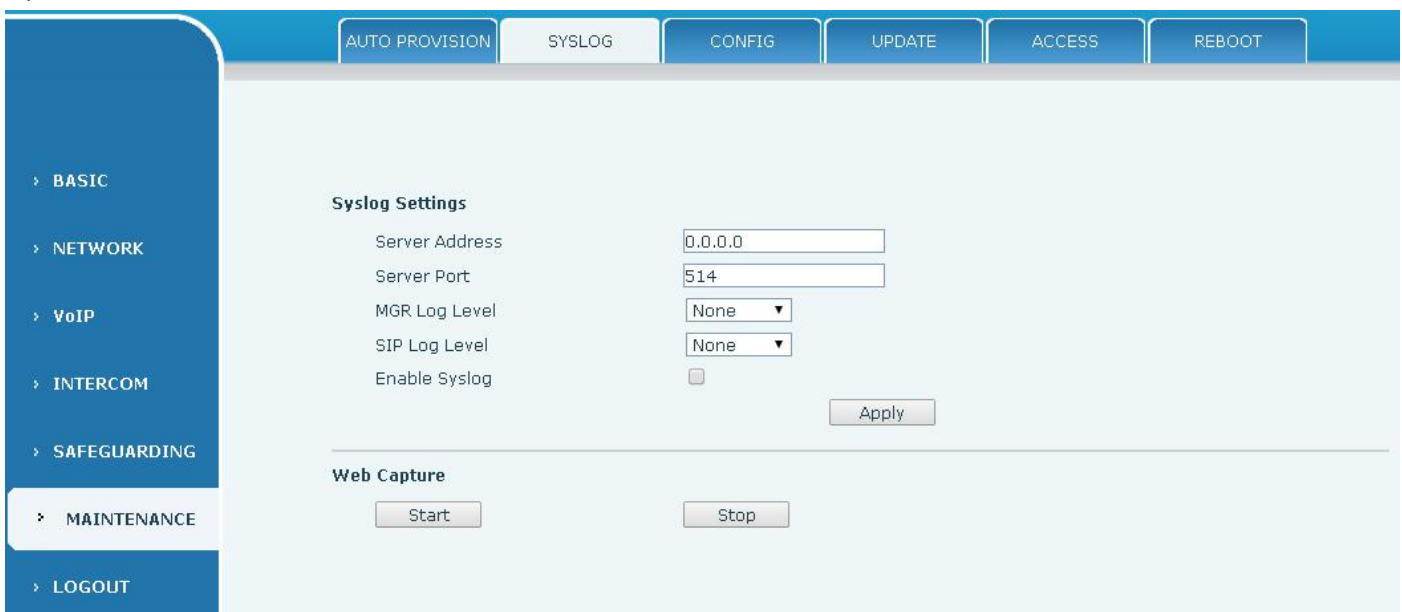 AUTO PROVISION
SYSLOG
CONFIG
UPDATE
ACCESS
REBOOT
BASIC
NETWORK
VoIP
INTERCOM
SAFEGUARDING
MAINTENANCE
LOGOUT
Syslog Settings
Server Address 0.0.0.0
Server Port 514
MGR Log Level None
SIP Log Level None
Enable Syslog
Apply
Web Capture
Start Stop